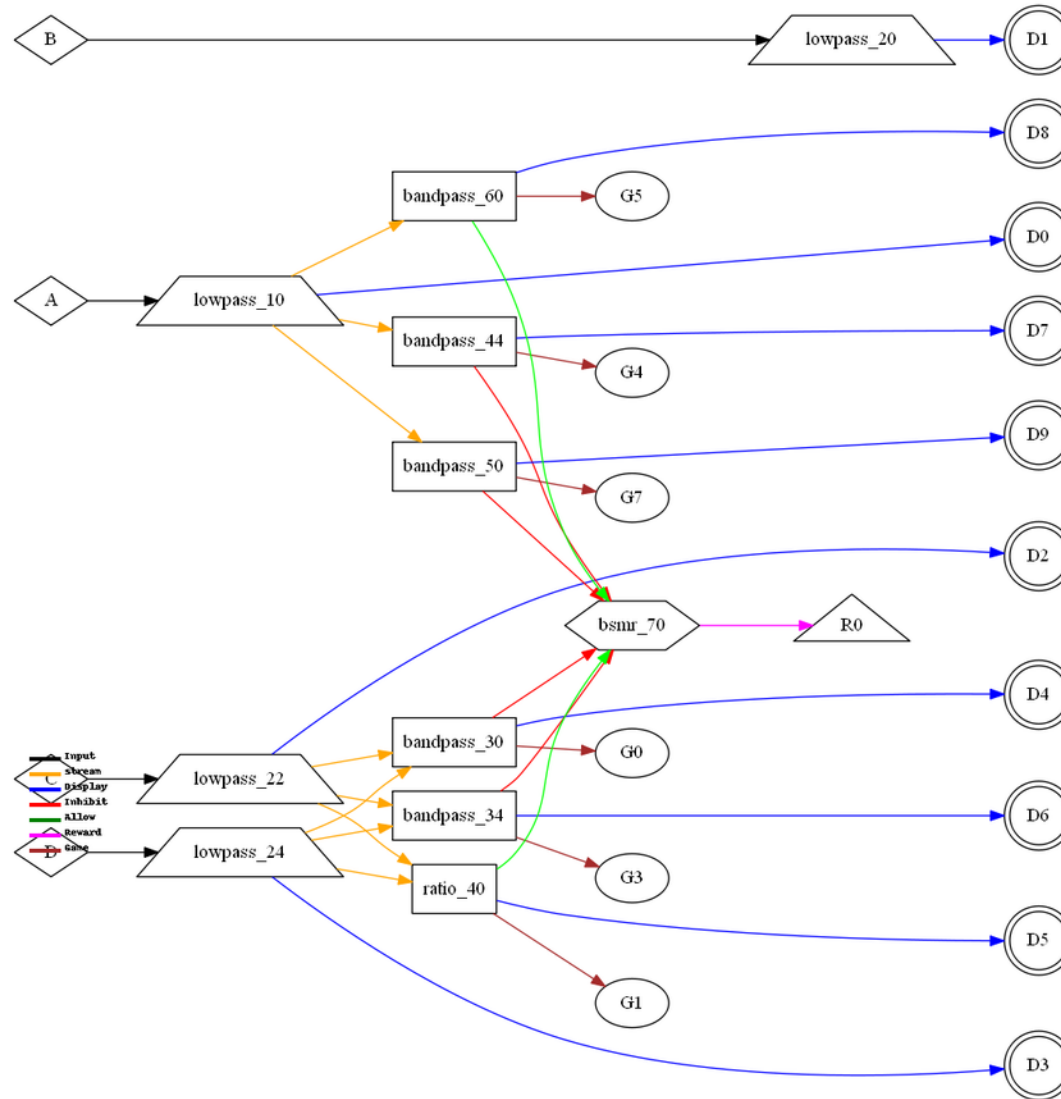 B
lowpass_20
D1
D8
bandpass_60
G5
D0
A
lowpass_10
bandpass_44
D7
G4
D9
bandpass_50
G7
D2
bsmr_70
R0
D4
bandpass_30
G0
Input
C
lowpass_22
stream
Display
Inhibit
Allow
Reward
Game
D
bandpass_34
D6
lowpass_24
G3
ratio_40
D5
G1
D3